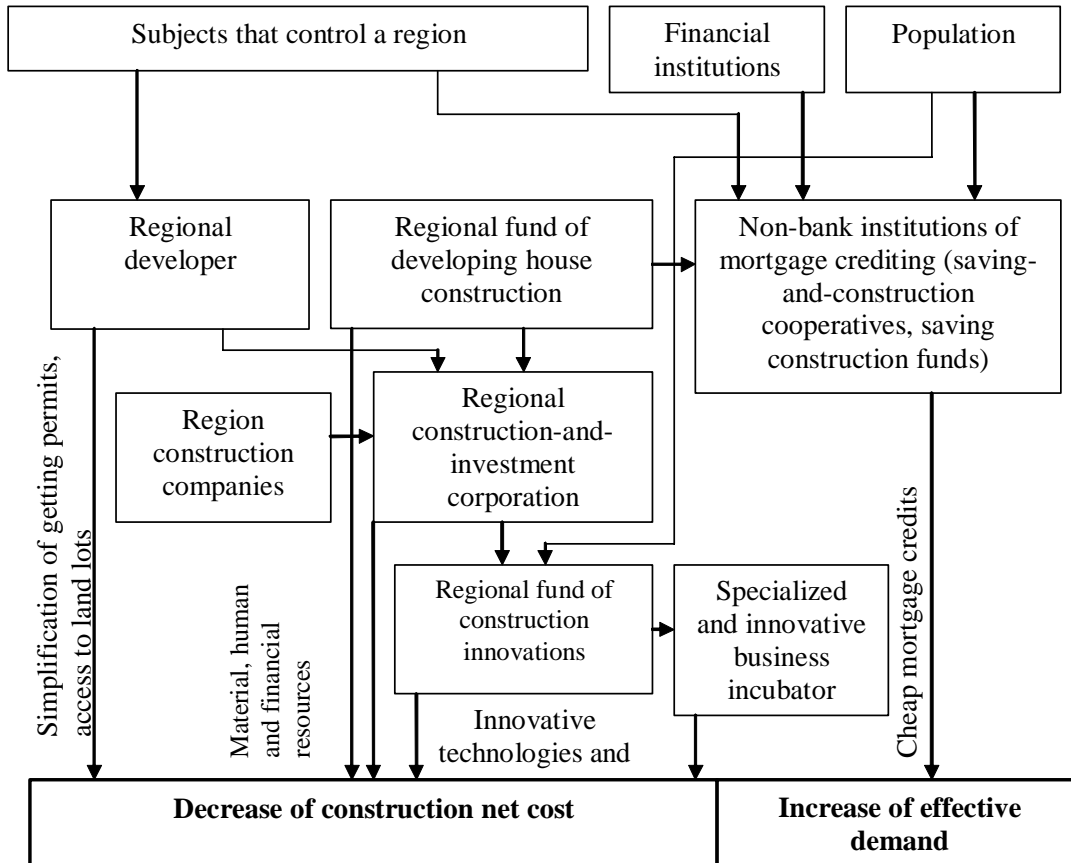 Subjects that control a region
Financial
institutions
Population
Regional
developer
Regional fund of
developing house
construction
Non-bank institutions of
mortgage crediting (saving-
and-construction
cooperatives, saving
construction funds)
Region
construction
companies
Regional
construction-and-
investment
corporation
Regional fund of
construction
innovations
Specialized
and innovative
business
incubator
Simplification of getting permits,
access to land lots
Material, human
and financial
resources
Innovative
technologies and
Cheap mortgage credits
Decrease of construction net cost
Increase of effective
demand